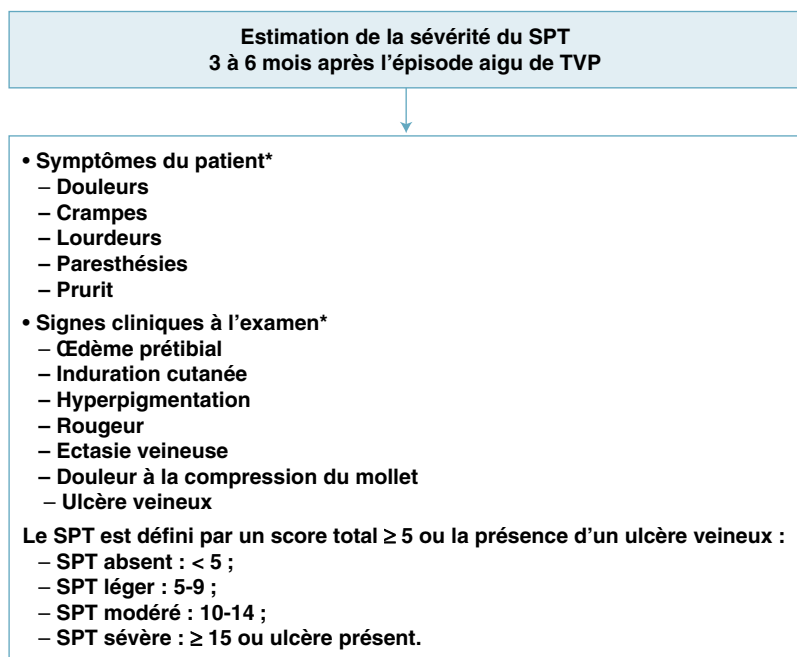 Estimation de la sévérité du SPT
3 à 6 mois après l'épisode aigu de TVP
• Symptômes du patient*
– Douleurs
– Crampes
– Lourdeurs
– Paresthésies
– Prurit
• Signes cliniques à l'examen*
– Œdème prétibial
– Induration cutanée
– Hyperpigmentation
– Rougeur
– Ectasie veineuse
– Douleur à la compression du mollet
– Ulcère veineux
Le SPT est défini par un score total ≥ 5 ou la présence d'un ulcère veineux :
– SPT absent : < 5 ;
– SPT léger : 5-9 ;
– SPT modéré : 10-14 ;
– SPT sévère : ≥ 15 ou ulcère présent.